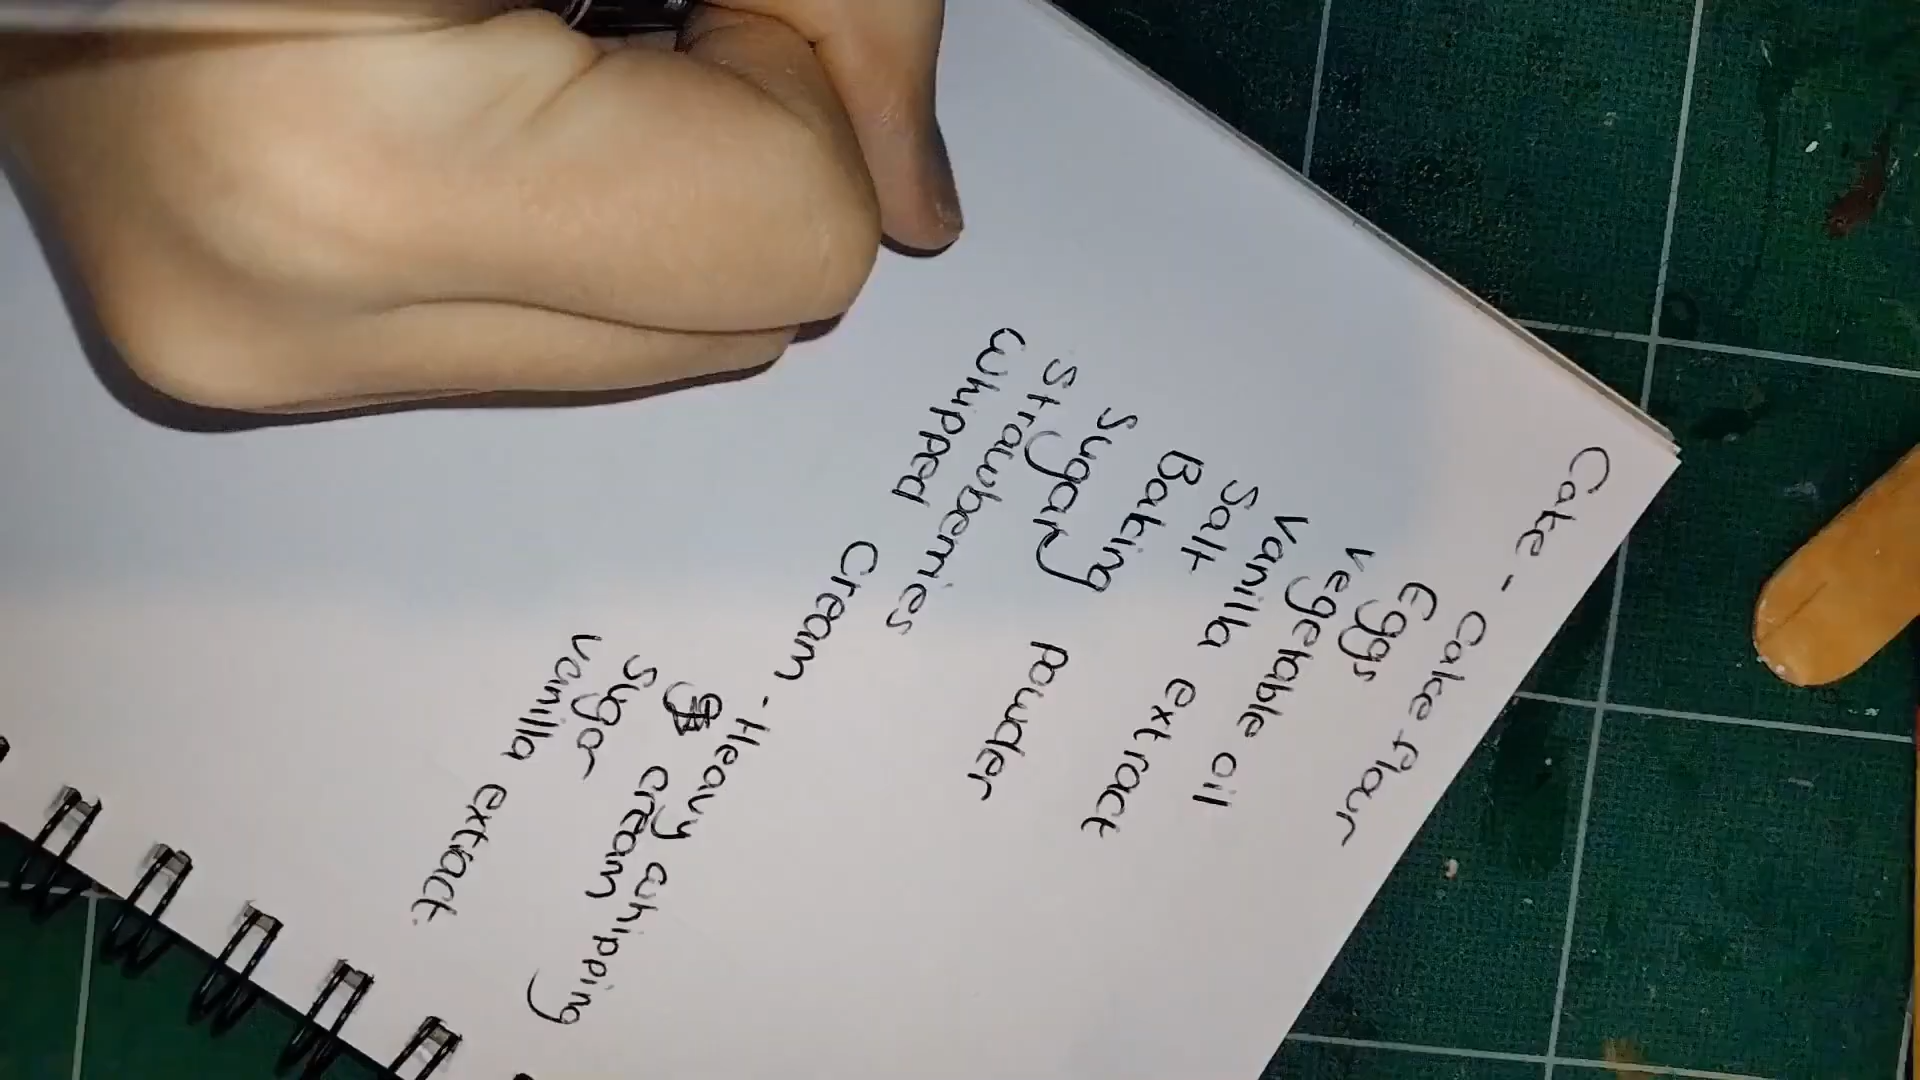 Cake - Cake flour
Eggs
Vegetable oil
Vanilla extract
Salt
Baking powder
Sugar
Strawberries
Whipped Cream - Heavy whipping
cream
Sugar
Vanilla extract